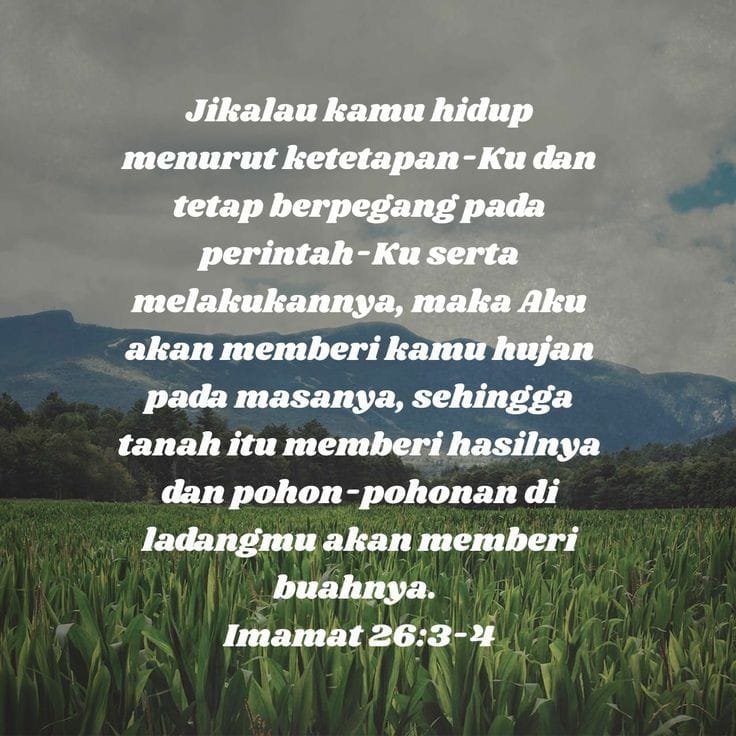 Jikalau kamu hidup
menurut ketetapan-Ku dan
tetap berpegang pada
perintah-Ku serta
melakukannya, maka Aku
akan memberi kamu hujan
pada masanya, sehingga
tanah itu memberi hasilnya
dan pohon-pohonan di
ladangmu akan memberi
buahnya.
Imamat 26:3-4